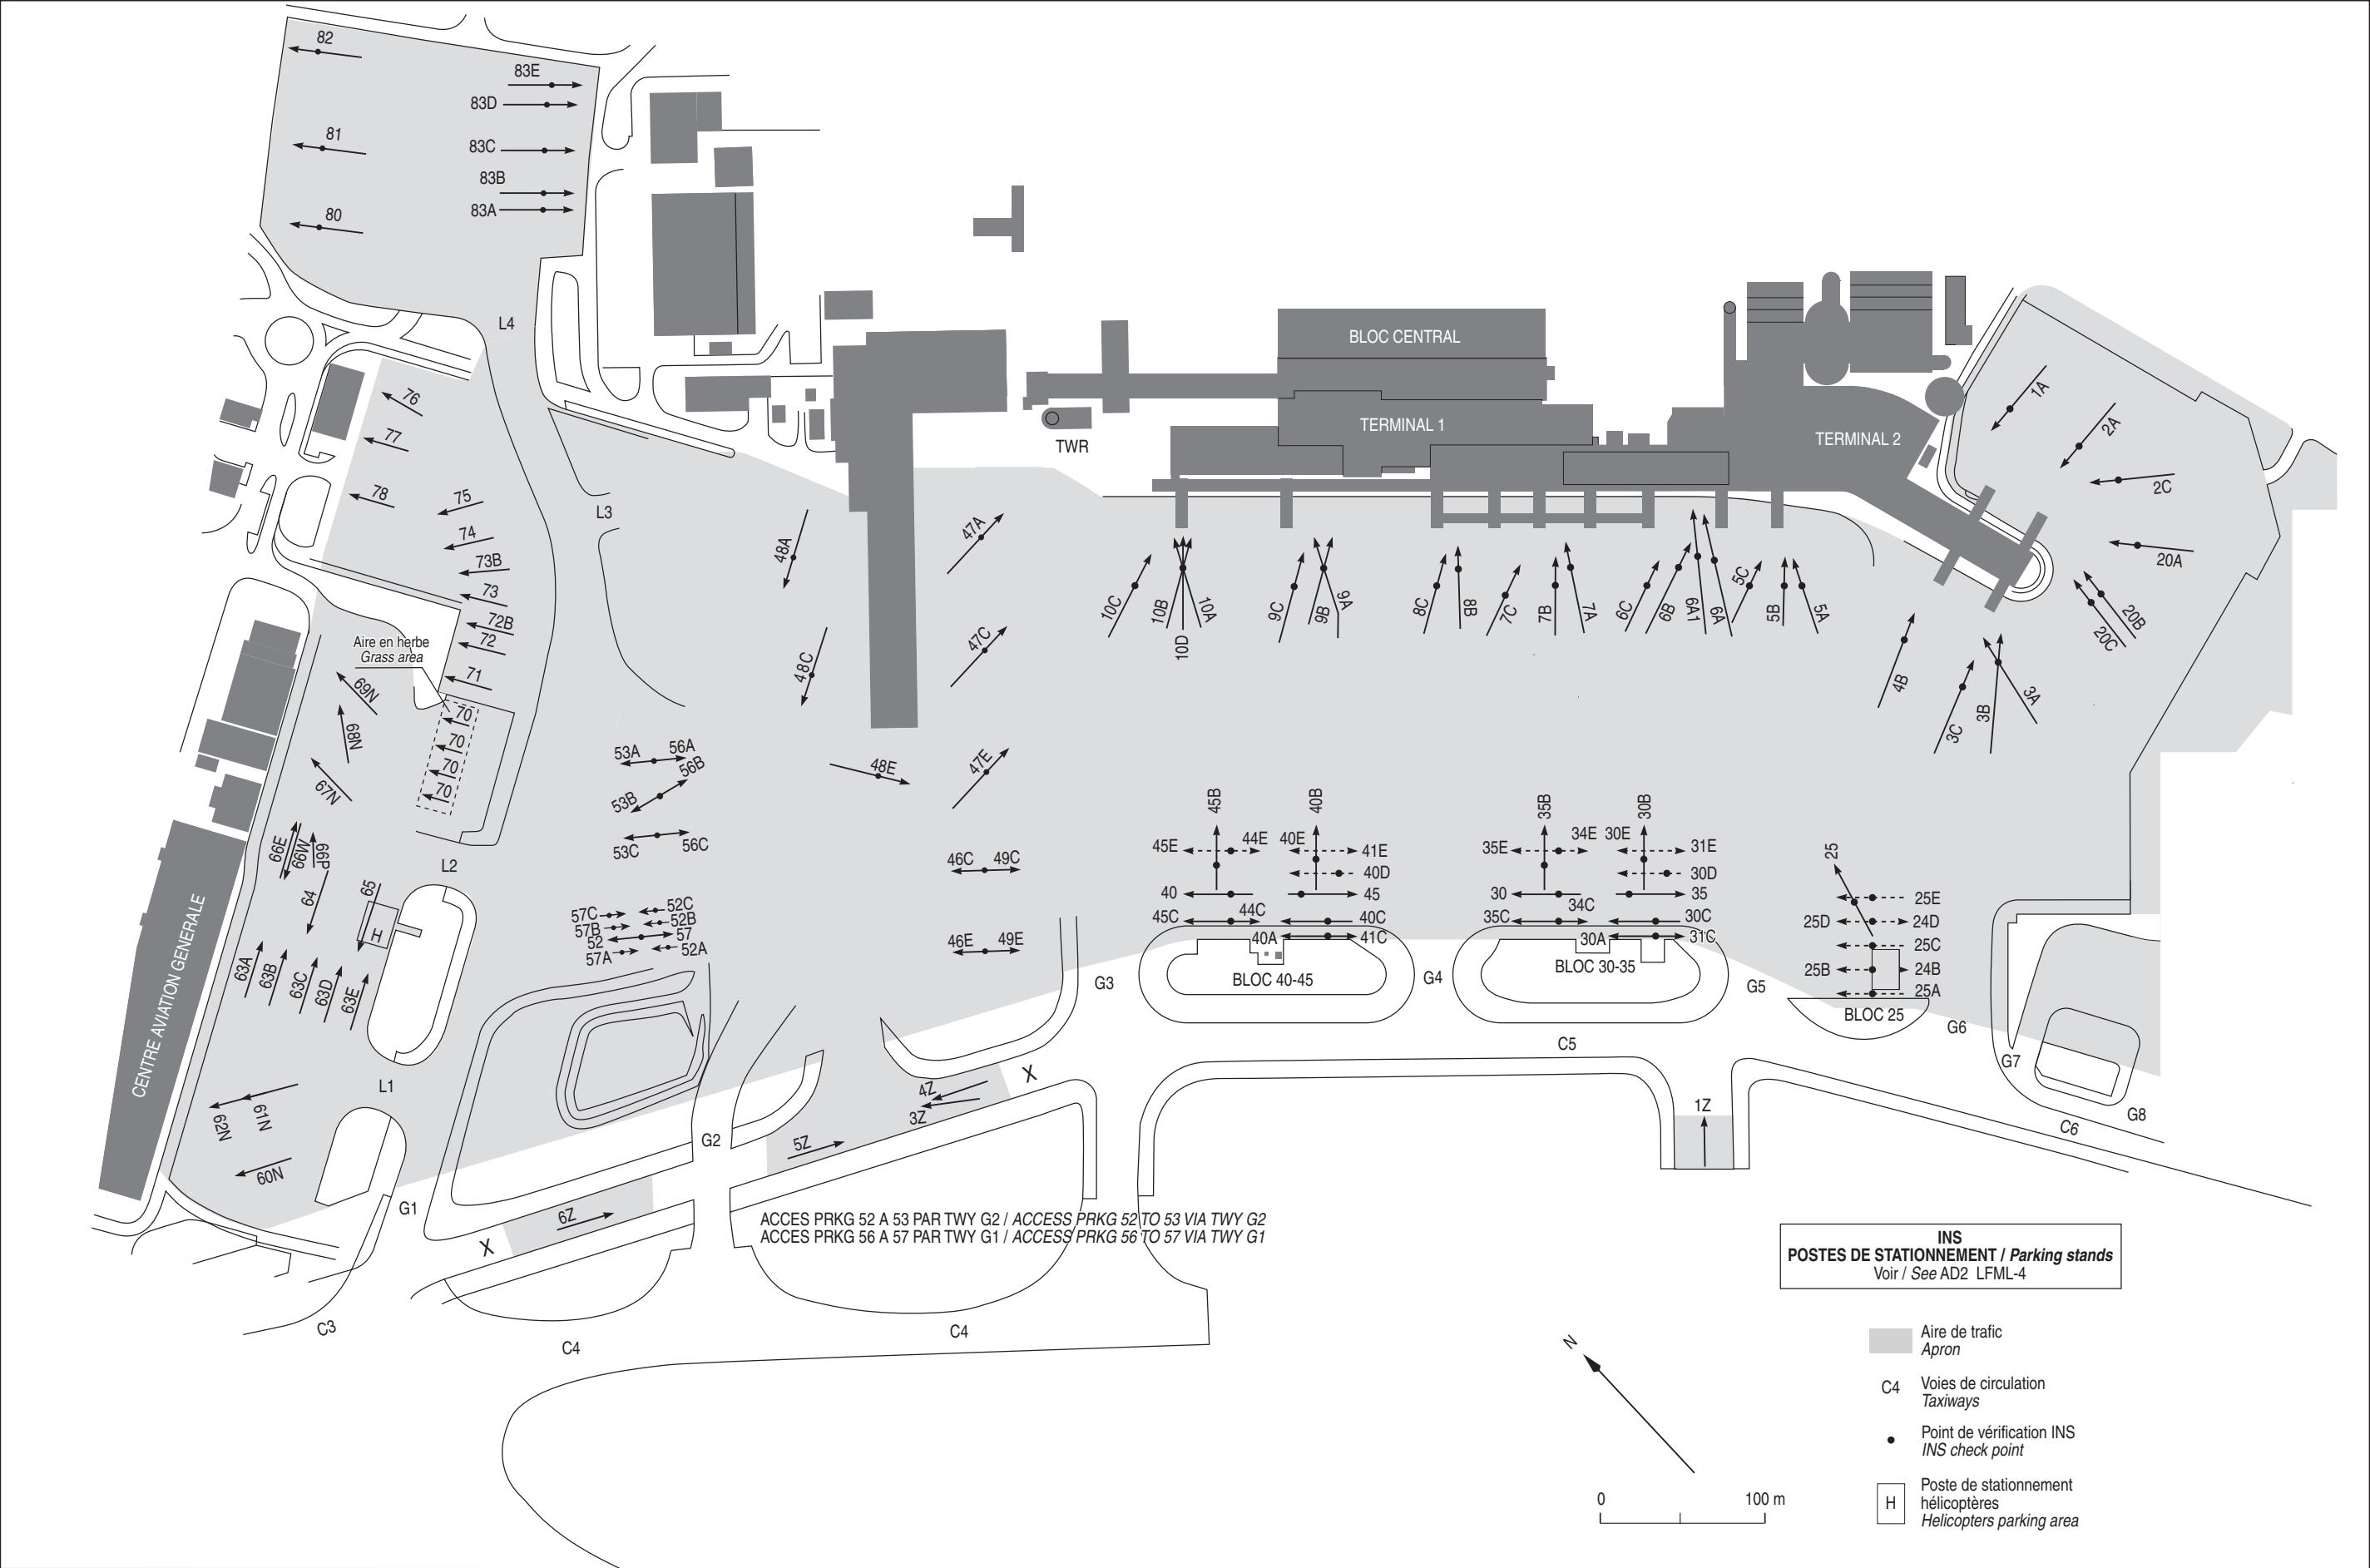 82
83E
83D
81
83C
83B
83A
80
L4
BLOC CENTRAL
TERMINAL 1
TERMINAL 2
TWR
1A
2A
2C
20A
20B
20C
76
77
78
75
74
73B
73
72B
72
71
L3
48A
47A
48C
47C
48E
47E
10C
10B
10D
10A
9C
9B
9A
8C
8B
7C
7B
7A
6C
6B
6A1
6A
5C
5B
5A
4B
3C
3B
3A
Aire en herbe
Grass area
70
70
70
70
69N
68N
67N
66E
66W
66P
64
65
H
L2
63A
63B
63C
63D
63E
CENTRE AVIATION GENERALE
L1
62N
61N
60N
53A
56A
56B
53B
53C
56C
57C
52C
57B
52B
52
57
57A
52A
46C
49C
46E
49E
45B
40B
45E
44E
40E
41E
40D
40
45
45C
44C
40C
40A
41C
BLOC 40-45
35B
30B
35E
34E
30E
31E
30D
30
35
35C
34C
30C
30A
31C
BLOC 30-35
25
25E
25D
24D
25C
25B
24B
25A
BLOC 25
G3
G4
G5
G6
G7
G8
C5
C6
1Z
X
4Z
3Z
5Z
G2
6Z
X
G1
C3
C4
C4
ACCES PRKG 52 A 53 PAR TWY G2 / ACCESS PRKG 52 TO 53 VIA TWY G2
ACCES PRKG 56 A 57 PAR TWY G1 / ACCESS PRKG 56 TO 57 VIA TWY G1
INS
POSTES DE STATIONNEMENT / Parking stands
Voir / See AD2 LFML-4
Aire de trafic
Apron
C4
Voies de circulation
Taxiways
Point de vérification INS
INS check point
H
Poste de stationnement
hélicoptères
Helicopters parking area
N
0
100 m